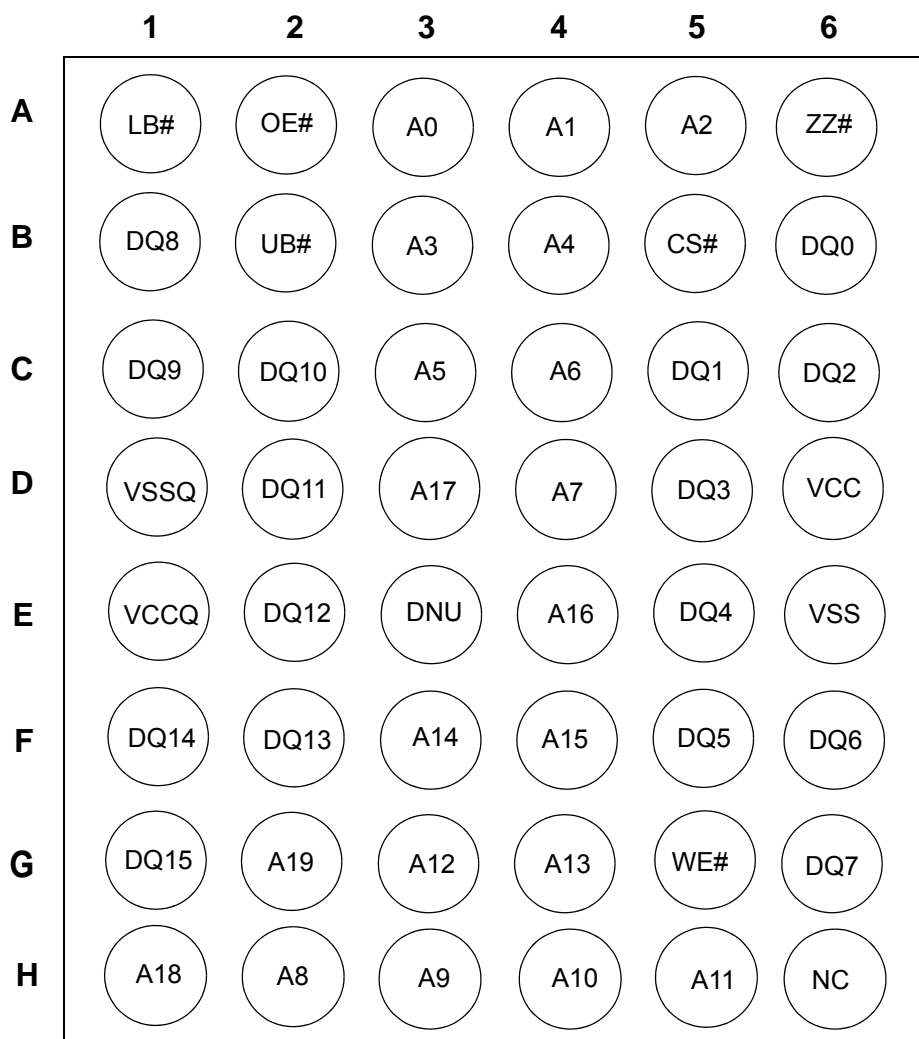 1 2 3 4 5 6
A LB# OE# A0 A1 A2 ZZ#
B DQ8 UB# A3 A4 CS# DQ0
C DQ9 DQ10 A5 A6 DQ1 DQ2
D VSSQ DQ11 A17 A7 DQ3 VCC
E VCCQ DQ12 DNU A16 DQ4 VSS
F DQ14 DQ13 A14 A15 DQ5 DQ6
G DQ15 A19 A12 A13 WE# DQ7
H A18 A8 A9 A10 A11 NC